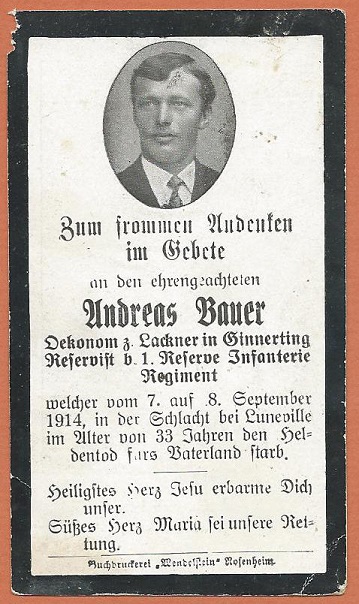 Zum frommen Andenken
im Gebete
an den ehrengeachteten
Andreas Bauer
Oekonom z. Lackner in Ginnerting
Reservist b. 1. Reserve Infanterie
Regiment
welcher vom 7. auf 8. September
1914, in der Schlacht bei Luneville
im Alter von 33 Jahren den Hel=
dentod fürs Vaterland starb.
Heiligstes Herz Jesu erbarme Dich
unser.
Süßes Herz Mariä sei unsere Ret=
tung.
Buchdruckerei „Wendelstein" Rosenheim.